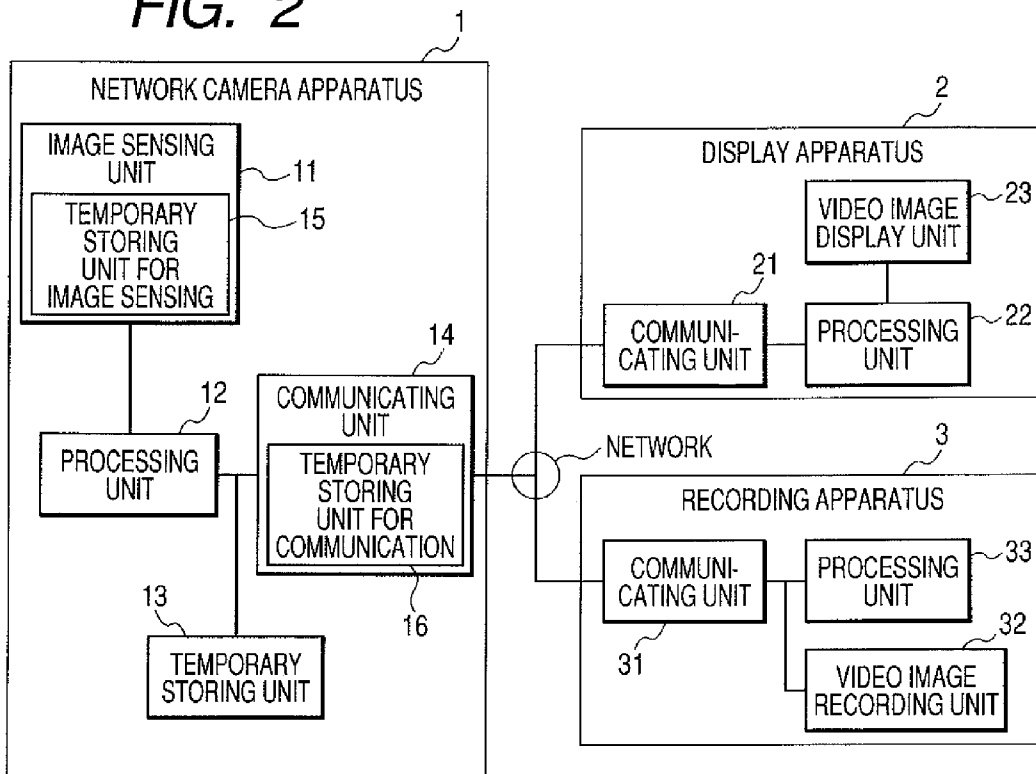 FIG. 2
1
NETWORK CAMERA APPARATUS
IMAGE SENSING
UNIT
11
TEMPORARY
STORING
UNIT FOR
IMAGE SENSING
15
12
PROCESSING
UNIT
14
COMMUNICATING
UNIT
TEMPORARY
STORING
UNIT FOR
COMMUNICATION
16
13
TEMPORARY
STORING UNIT
NETWORK
2
DISPLAY APPARATUS
23
VIDEO IMAGE
DISPLAY UNIT
21
COMMUNI-
CATING UNIT
22
PROCESSING
UNIT
3
RECORDING APPARATUS
COMMUNI-
CATING UNIT
31
33
PROCESSING
UNIT
32
VIDEO IMAGE
RECORDING UNIT